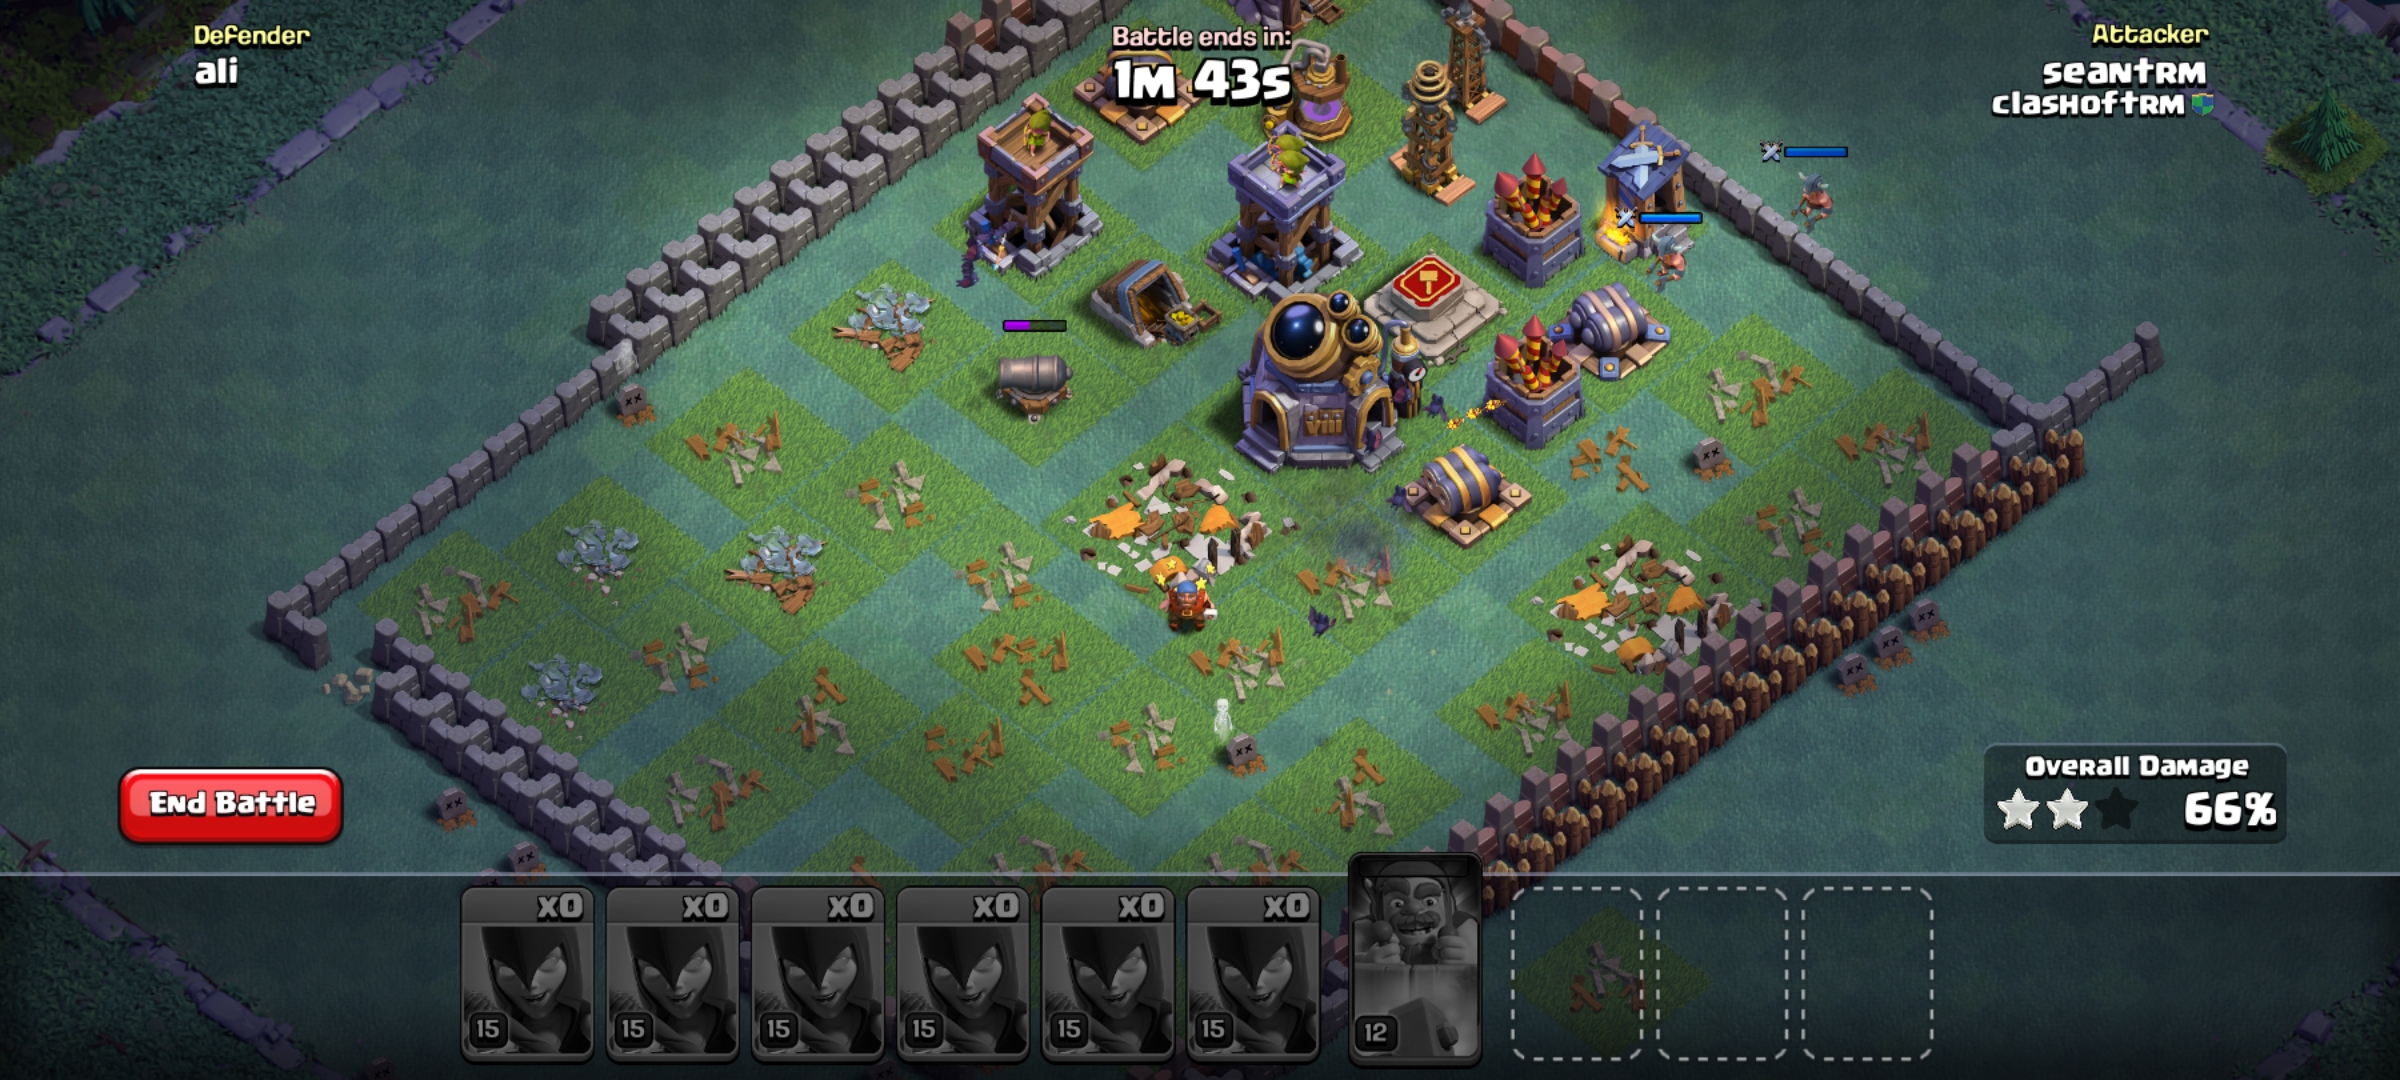 Defender
ali
Battle ends in:
1M 43s
Attacker
seantRM
clashoftRM
VIII
End Battle
Overall Damage
66%
x0
x0
x0
x0
x0
x0
15
15
15
15
15
15
12